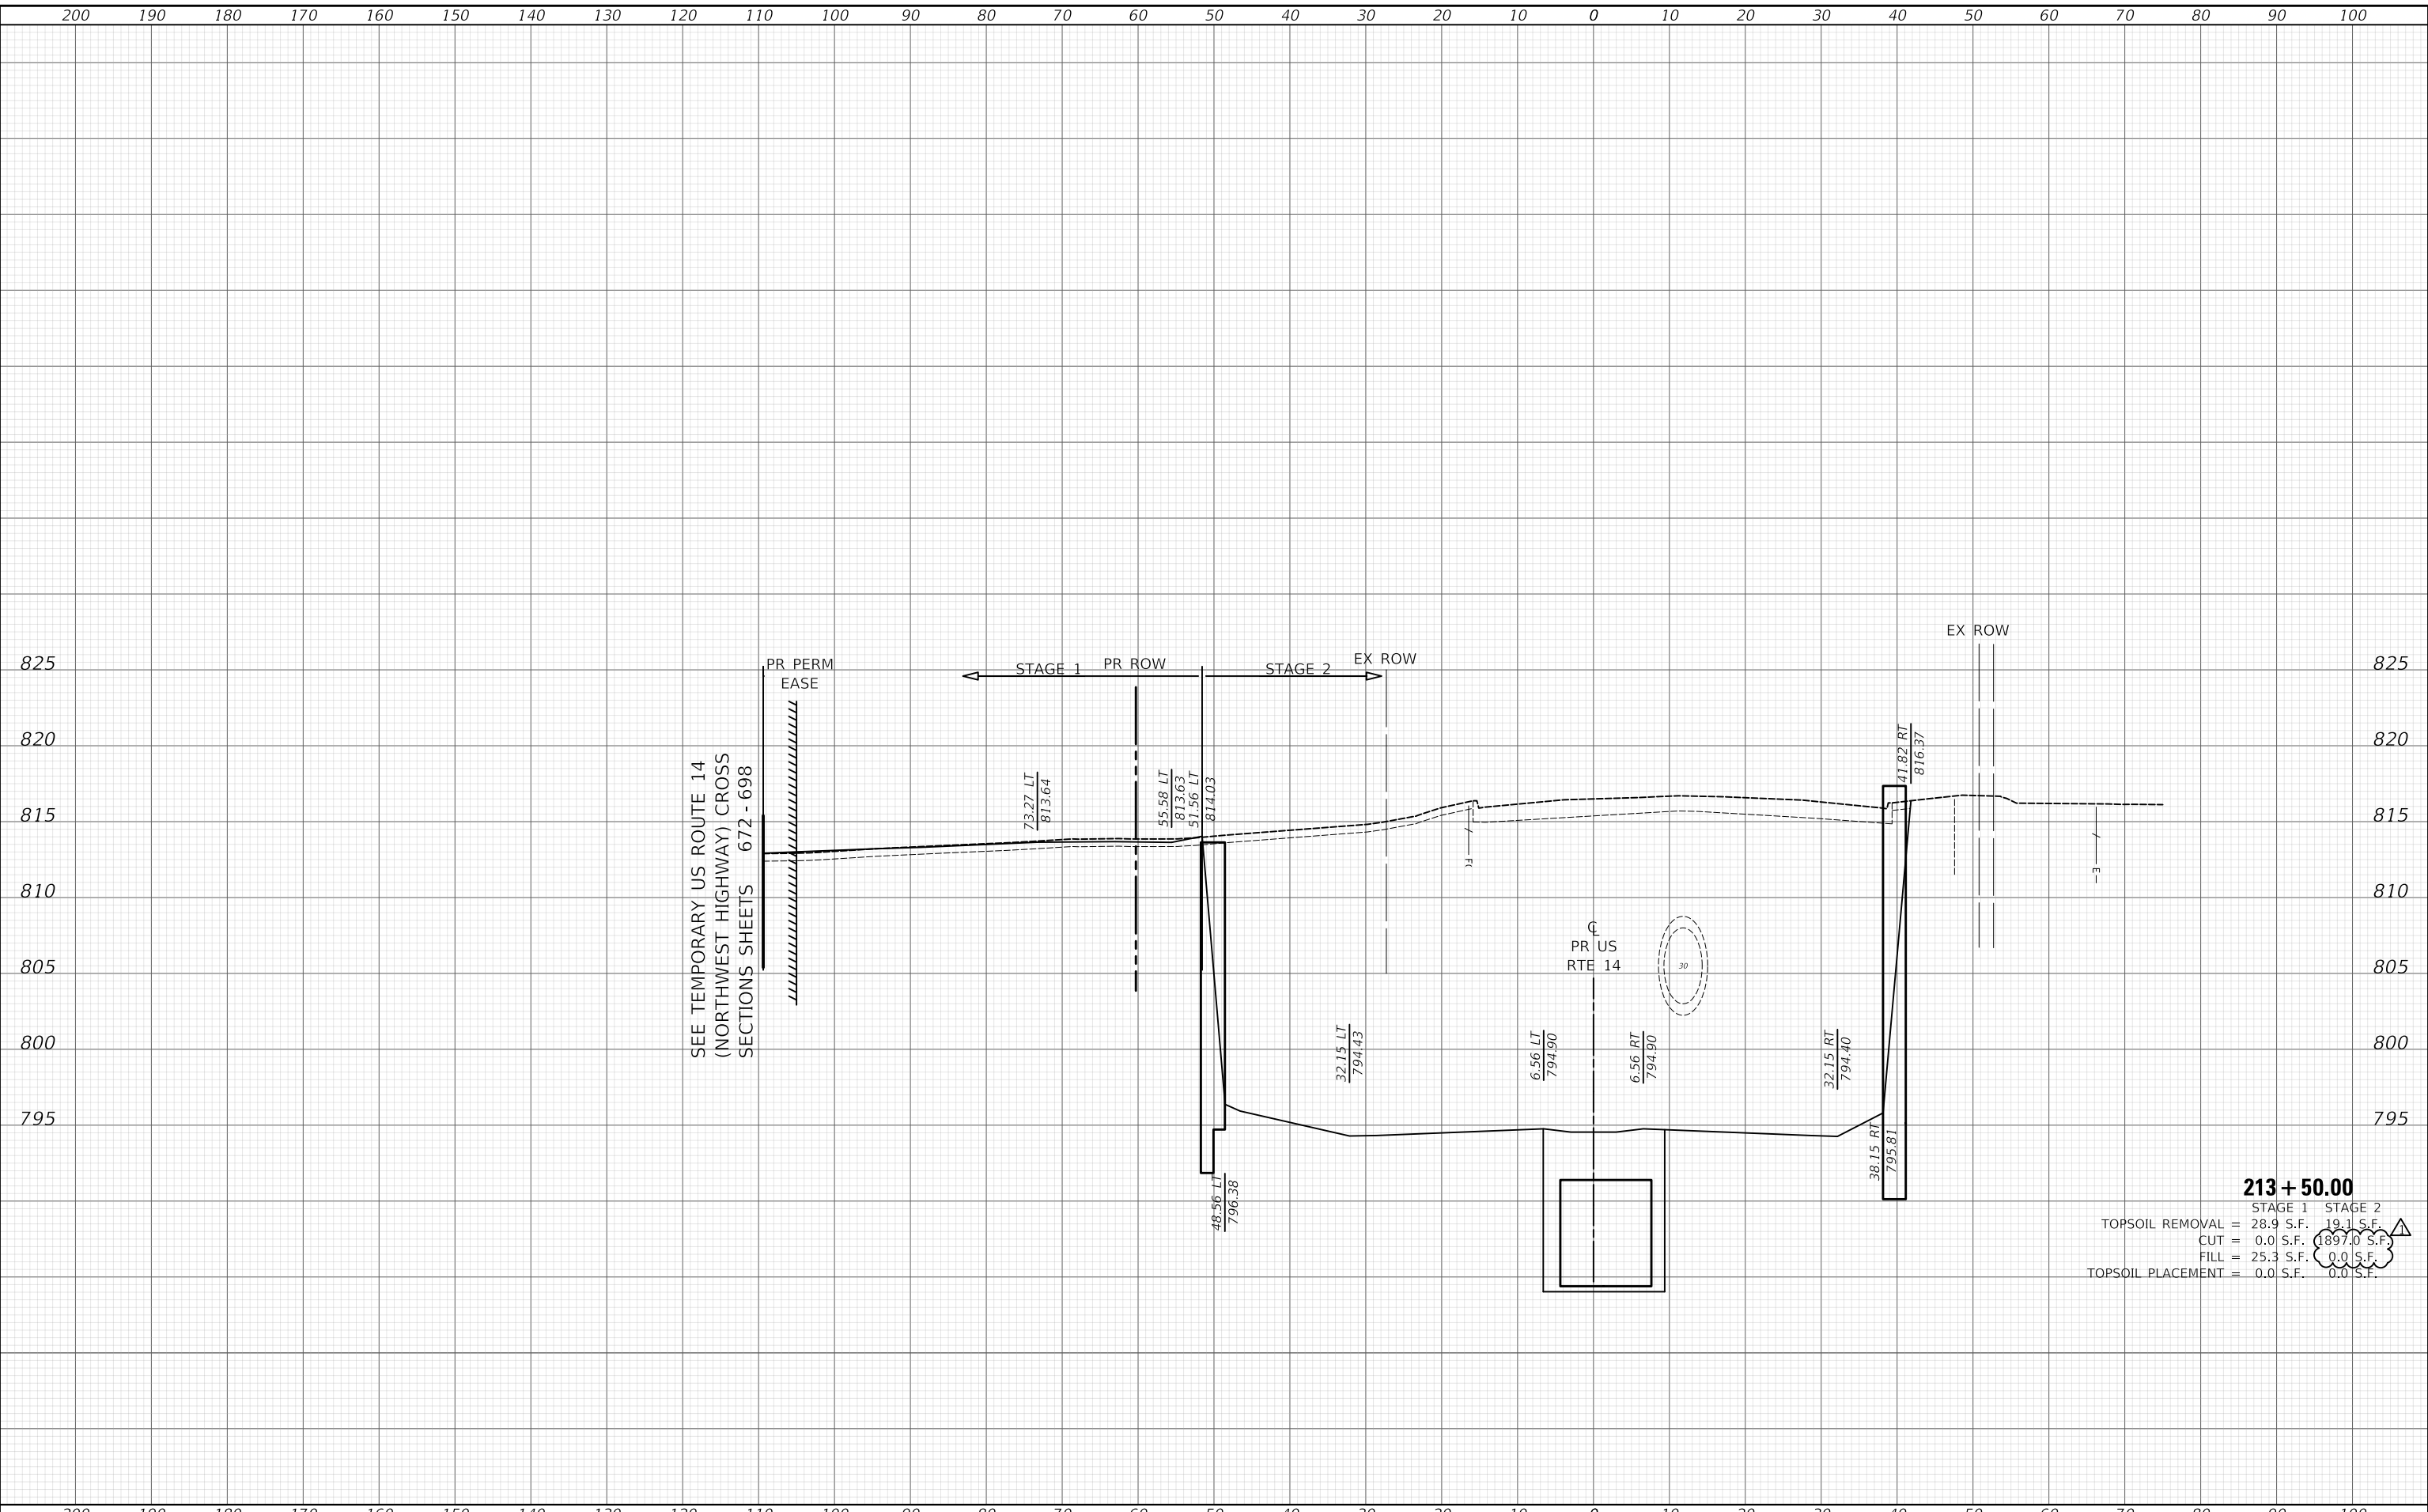 200 190 180 170 160 150 140 130 120 110 100 90 80 70 60 50 40 30 20 10 0 10 20 30 40 50 60 70 80 90 100
EX ROW
825 PR PERM STAGE 1 PR ROW STAGE 2 EX ROW 825
EASE
820 820
815 815
810 810
805 805
800 800
795 795
SEE TEMPORARY US ROUTE 14
(NORTHWEST HIGHWAY) CROSS
SECTIONS SHEETS 672 - 698
73.27 LT
813.64
55.58 LT
813.63
51.56 LT
814.03
41.82 RT
816.37
E
℄
PR US
RTE 14
30
32.15 LT
794.43
6.56 LT
794.90
6.56 RT
794.90
32.15 RT
794.40
38.15 RT
795.81
48.56 LT
796.38
213+50.00
STAGE 1 STAGE 2
TOPSOIL REMOVAL = 28.9 S.F. 19.1 S.F.
1
CUT = 0.0 S.F. 1897.0 S.F.
FILL = 25.3 S.F. 0.0 S.F.
TOPSOIL PLACEMENT = 0.0 S.F. 0.0 S.F.